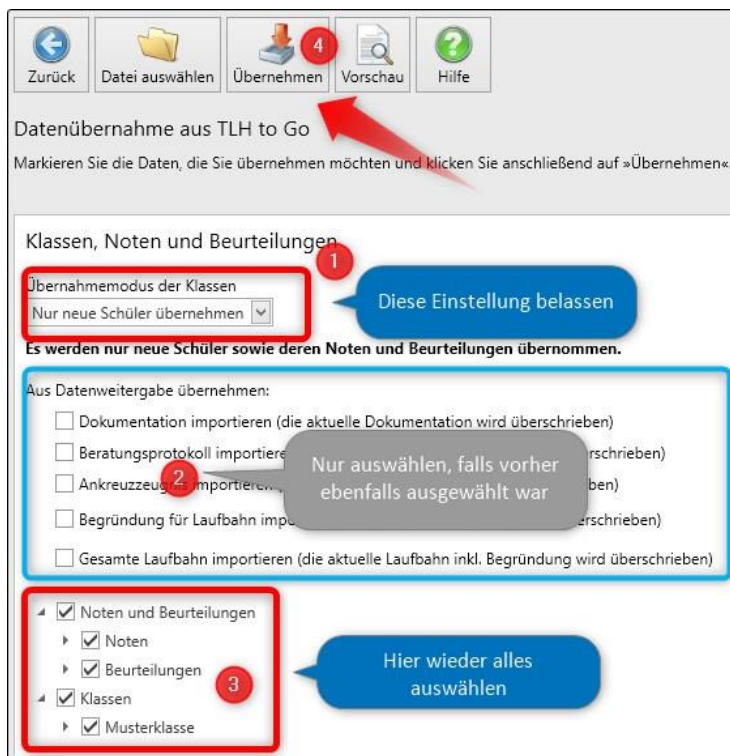 4
Zurück Datei auswählen Übernehmen Vorschau Hilfe
Datenübernahme aus TLH to Go
Markieren Sie die Daten, die Sie übernehmen möchten und klicken Sie anschließend auf »Übernehmen«
Klassen, Noten und Beurteilungen
1
Übernahmemodus der Klassen
Nur neue Schüler übernehmen
Diese Einstellung belassen
Es werden nur neue Schüler sowie deren Noten und Beurteilungen übernommen.
Aus Datenweitergabe übernehmen:
Dokumentation importieren (die aktuelle Dokumentation wird überschrieben)
Beratungsprotokoll
Nur auswählen, falls vorher
ebenfalls ausgewählt war
2
Begründung für Laufbahn
Gesamte Laufbahn importieren (die aktuelle Laufbahn inkl. Begründung wird überschrieben)
Noten und Beurteilungen
Noten
Beurteilungen
3
Klassen
Musterklasse
Hier wieder alles
auswählen